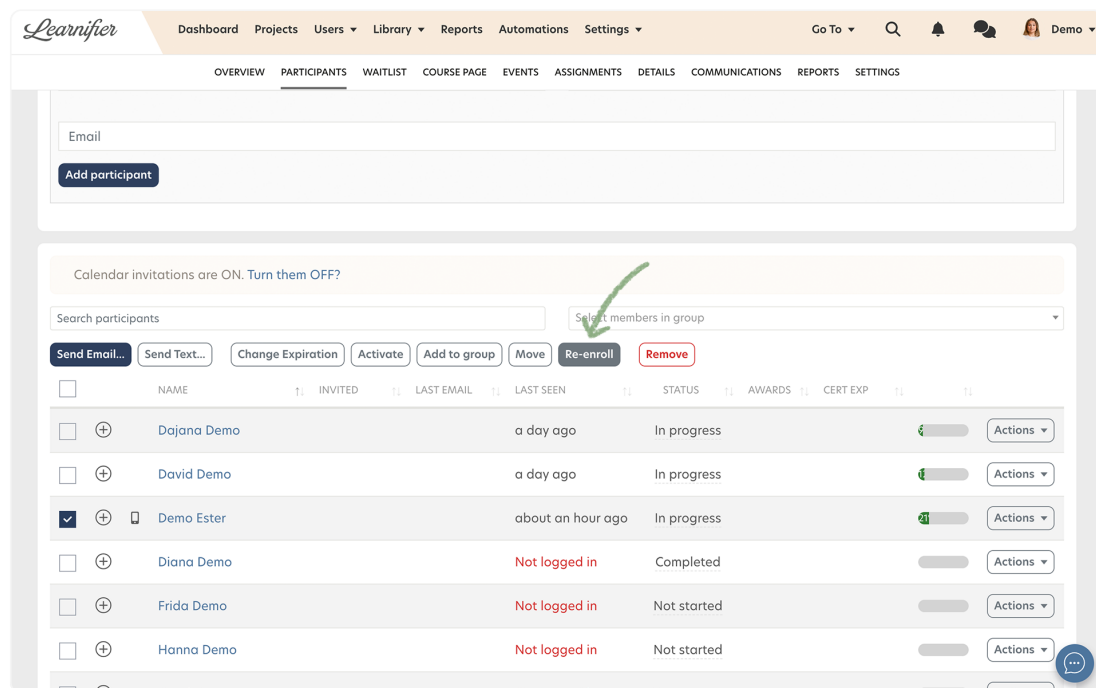 Learnifier Dashboard Projects Users Library Reports Automations Settings Go To Demo
OVERVIEW PARTICIPANTS WAITLIST COURSE PAGE EVENTS ASSIGNMENTS DETAILS COMMUNICATIONS REPORTS SETTINGS
Email
Add participant
Calendar invitations are ON. Turn them OFF?
Search participants Select members in group
Send Email... Send Text... Change Expiration Activate Add to group Move Re-enroll Remove
NAME INVITED LAST EMAIL LAST SEEN STATUS AWARDS CERT EXP
Dajana Demo a day ago In progress Actions
David Demo a day ago In progress Actions
Demo Ester about an hour ago In progress Actions
Diana Demo Not logged in Completed Actions
Frida Demo Not logged in Not started Actions
Hanna Demo Not logged in Not started Actions